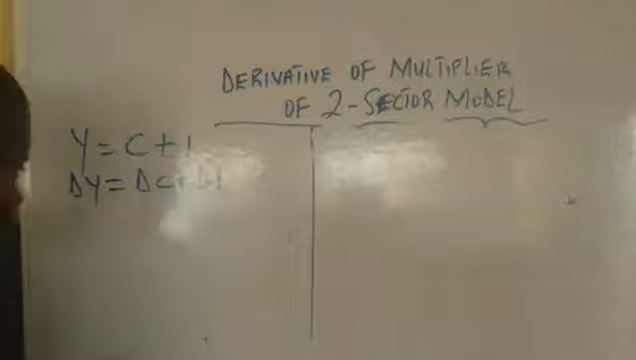 DERIVATIVE OF MULTIPLIER
OF 2-SECTOR MODEL
Y = C + I
ΔY = ΔC + ΔI